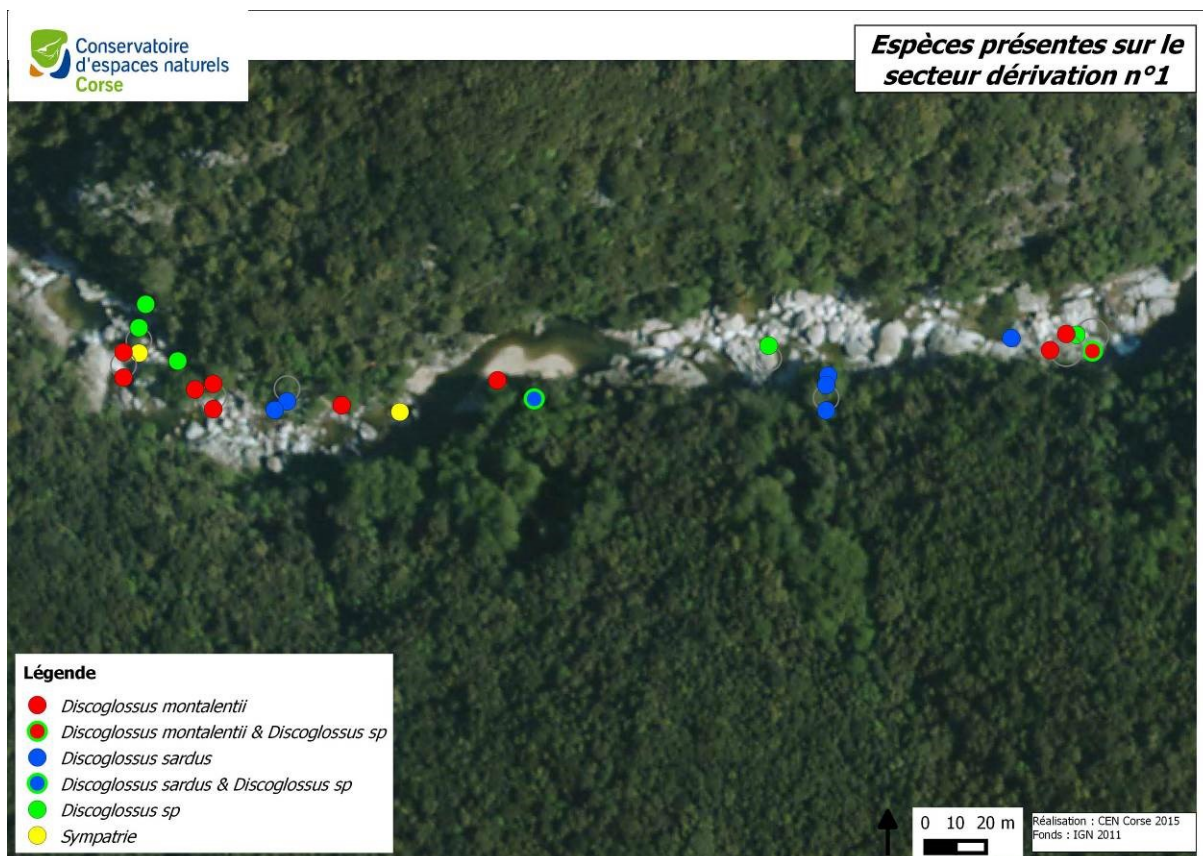 Conservatoire
d'espaces naturels
Corse
Espèces présentes sur le
secteur dérivation n°1
Légende
Discoglossus montalentii
Discoglossus montalentii & Discoglossus sp
Discoglossus sardus
Discoglossus sardus & Discoglossus sp
Discoglossus sp
Sympatrie
0 10 20 m
Réalisation : CEN Corse 2015
Fonds : IGN 2011